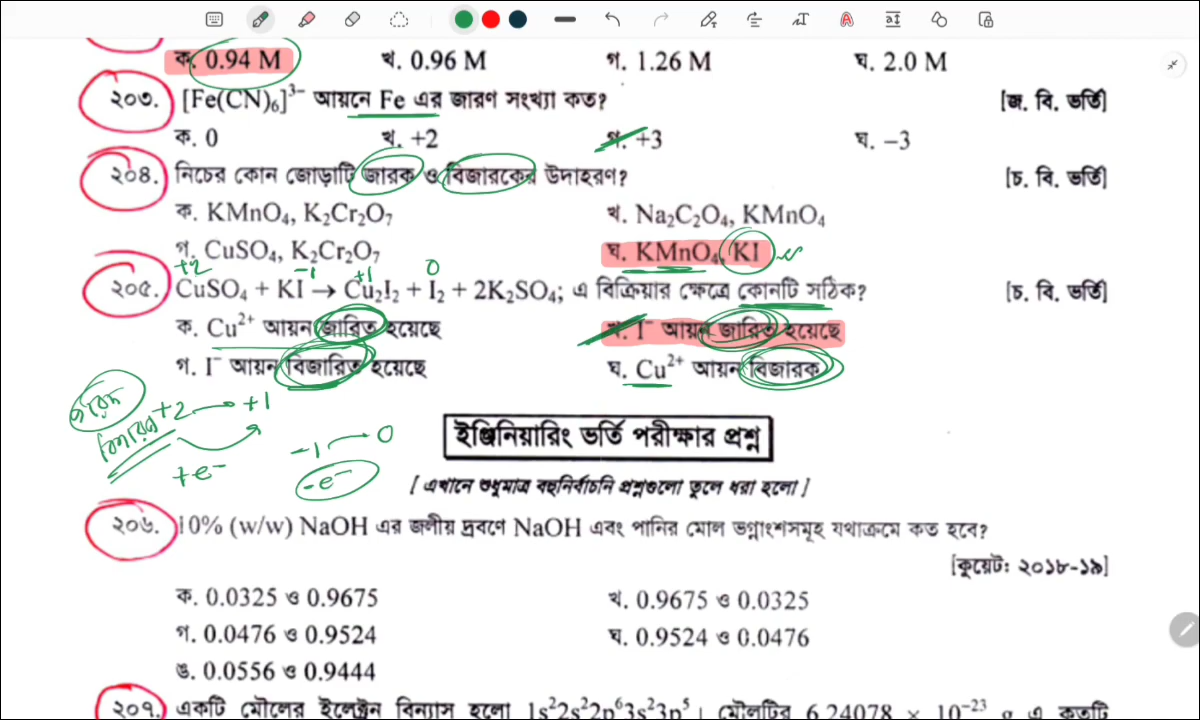 ক. 0.94 M খ. 0.96 M গ. 1.26 M ঘ. 2.0 M
২০৩. [Fe(CN)₆]³⁻ আয়নে Fe এর জারণ সংখ্যা কত? [জ. বি. ভর্তি]
ক. 0 খ. +2 গ. +3 ঘ. −3
২০৪. নিচের কোন জোড়াটি জারক ও বিজারকের উদাহরণ? [চ. বি. ভর্তি]
ক. KMnO₄, K₂Cr₂O₇ খ. Na₂C₂O₄, KMnO₄
গ. CuSO₄, K₂Cr₂O₇ ঘ. KMnO₄, KI
+2 -1 +1 0
২০৫. CuSO₄ + KI → Cu₂I₂ + I₂ + 2K₂SO₄; এ বিক্রিয়ার ক্ষেত্রে কোনটি সঠিক? [চ. বি. ভর্তি]
ক. Cu²⁺ আয়ন জারিত হয়েছে খ. I⁻ আয়ন জারিত হয়েছে
গ. I⁻ আয়ন বিজারিত হয়েছে ঘ. Cu²⁺ আয়ন বিজারক
+2 → +1
-1 → 0
+e⁻ -e⁻
ইঞ্জিনিয়ারিং ভর্তি পরীক্ষার প্রশ্ন
[এখানে শুধুমাত্র বহুনির্বাচনি প্রশ্নগুলো তুলে ধরা হলো]
২০৬. 10% (w/w) NaOH এর জলীয় দ্রবণে NaOH এবং পানির মোল ভগ্নাংশসমূহ যথাক্রমে কত হবে?
[কুয়েট: ২০১৮-১৯]
ক. 0.0325 ও 0.9675 খ. 0.9675 ও 0.0325
গ. 0.0476 ও 0.9524 ঘ. 0.9524 ও 0.0476
ঙ. 0.0556 ও 0.9444
২০৭. একটি মৌলের ইলেক্ট্রন বিন্যাস হলো 1s²2s²2p⁶3s²3p⁵। মৌলটির 6.24078 × 10⁻²³ g এ কতটি